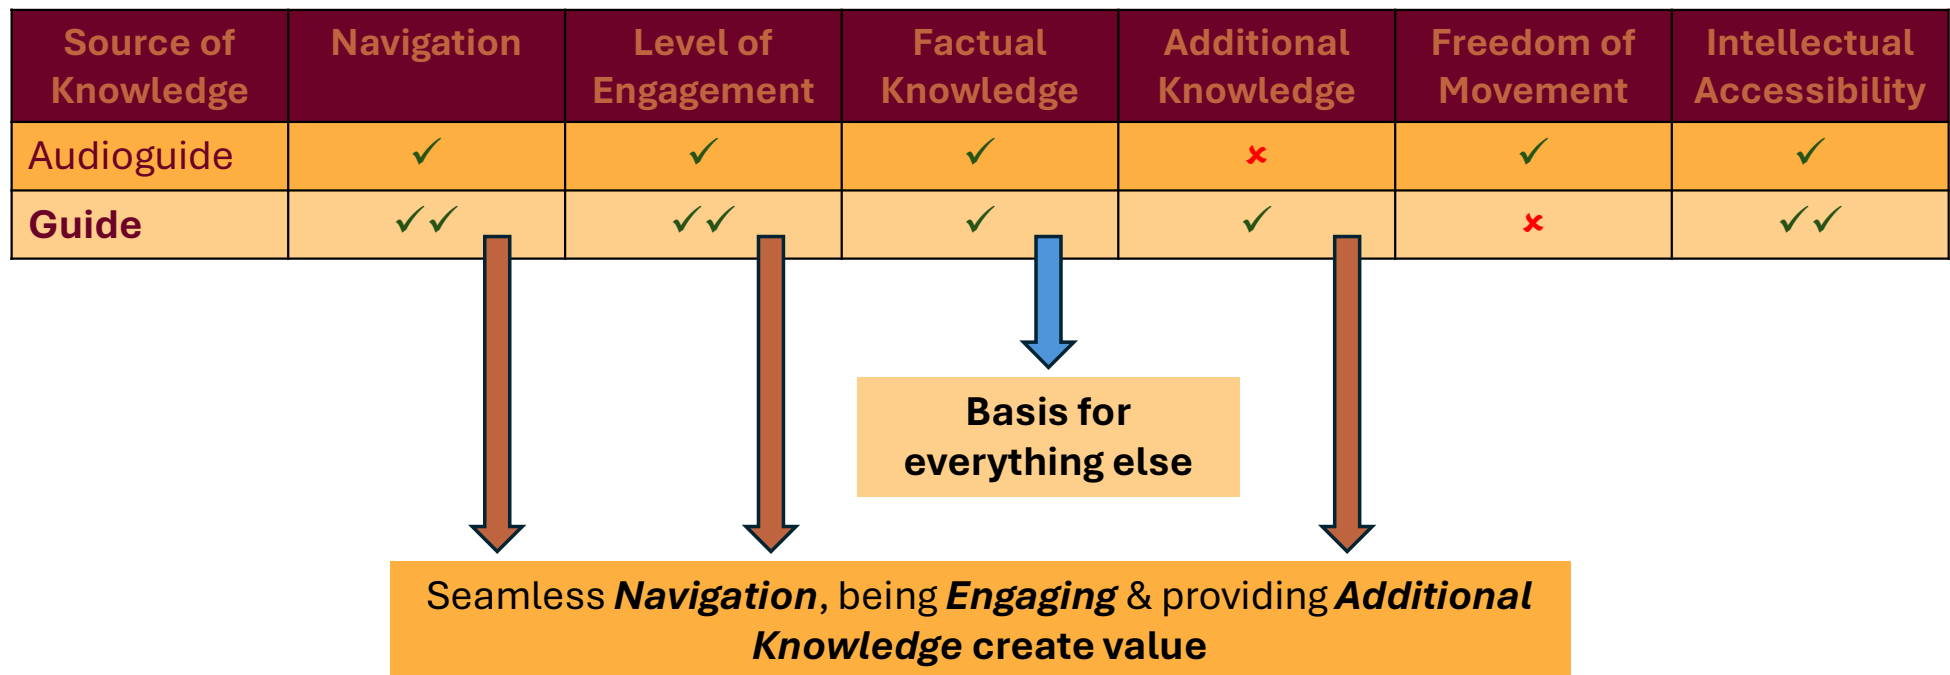 Source of
Knowledge
Navigation
Level of
Engagement
Factual
Knowledge
Additional
Knowledge
Freedom of
Movement
Intellectual
Accessibility
Audioguide ✓ ✓ ✓ ✗ ✓ ✓
Guide ✓✓ ✓✓ ✓ ✓ ✗ ✓✓
Basis for
everything else
Seamless Navigation, being Engaging & providing Additional
Knowledge create value